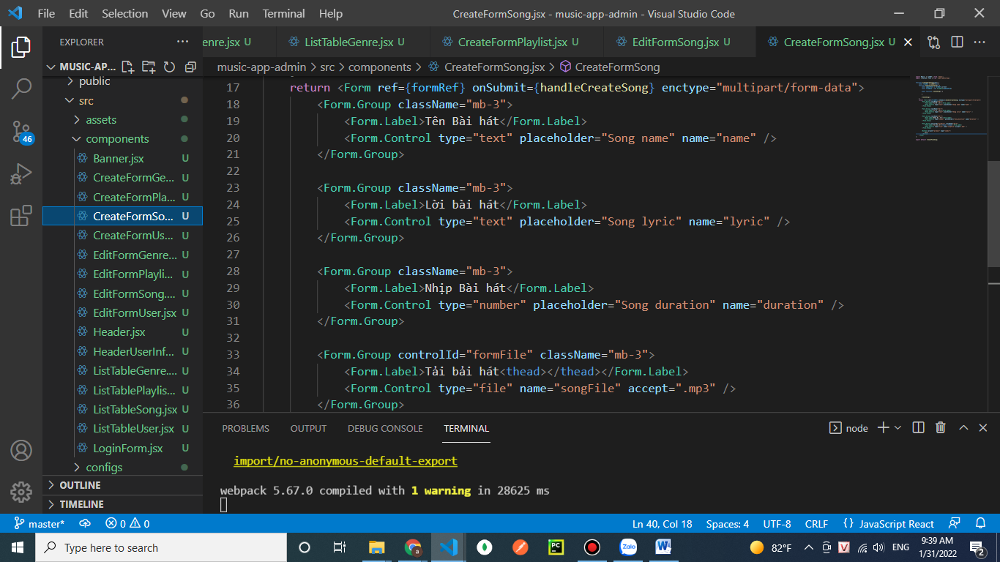 File Edit Selection View Go Run Terminal Help
CreateFormSong.jsx - music-app-admin - Visual Studio Code
EXPLORER
enre.jsx U
ListTableGenre.jsx U
CreateFormPlaylist.jsx U
EditFormSong.jsx U
CreateFormSong.jsx U
MUSIC-AP...
music-app-admin > src > components > CreateFormSong.jsx > CreateFormSong
public
src
assets
components
Banner.jsx U
CreateFormGe... U
CreateFormPla... U
CreateFormSo... U
CreateFormUs... U
EditFormGenre... U
EditFormPlayli... U
EditFormSong.... U
EditFormUser.jsx U
Header.jsx U
HeaderUserInf... U
ListTableGenre.... U
ListTablePlaylis... U
ListTableSong.jsx U
ListTableUser.jsx U
LoginForm.jsx U
configs
OUTLINE
TIMELINE
46
17 return <Form ref={formRef} onSubmit={handleCreateSong} enctype="multipart/form-data">
18 <Form.Group className="mb-3">
19 <Form.Label>Tên Bài hát</Form.Label>
20 <Form.Control type="text" placeholder="Song name" name="name" />
21 </Form.Group>
22
23 <Form.Group className="mb-3">
24 <Form.Label>Lời bài hát</Form.Label>
25 <Form.Control type="text" placeholder="Song lyric" name="lyric" />
26 </Form.Group>
27
28 <Form.Group className="mb-3">
29 <Form.Label>Nhịp Bài hát</Form.Label>
30 <Form.Control type="number" placeholder="Song duration" name="duration" />
31 </Form.Group>
32
33 <Form.Group controlId="formFile" className="mb-3">
34 <Form.Label>Tải bải hát<thead></thead></Form.Label>
35 <Form.Control type="file" name="songFile" accept=".mp3" />
36 </Form.Group>
PROBLEMS OUTPUT DEBUG CONSOLE TERMINAL
node
import/no-anonymous-default-export
webpack 5.67.0 compiled with 1 warning in 28625 ms
master* 0 0
Ln 40, Col 18 Spaces: 4 UTF-8 CRLF {} JavaScript React
Type here to search
PC
Zalo
W
82°F
V
ENG
9:39 AM
1/31/2022
2